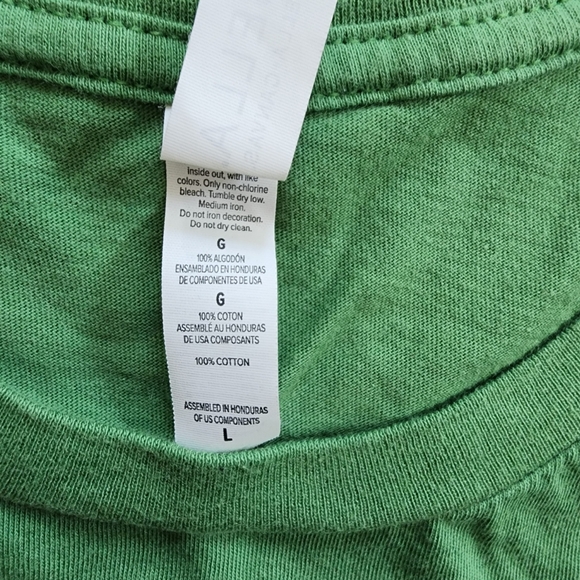 inside out, with like
colors. Only non-chlorine
bleach. Tumble dry low.
Medium iron.
Do not iron decoration.
Do not dry clean.
G
100% ALGODÓN
ENSAMBLADO EN HONDURAS
DE COMPONENTES DE USA
G
100% COTON
ASSEMBLÉ AU HONDURAS
DE USA COMPOSANTS
100% COTTON
ASSEMBLED IN HONDURAS
OF US COMPONENTS
L